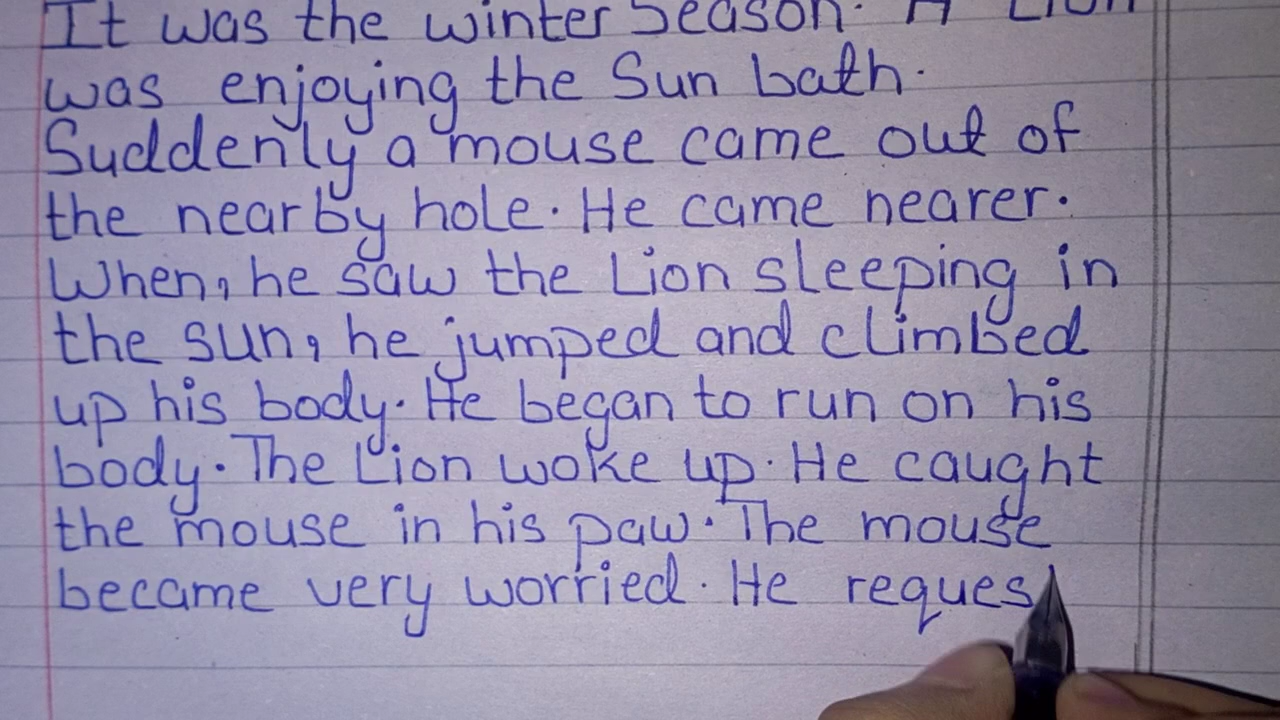 It was the winter Season. A Lion
was enjoying the Sun bath.
Suddenly a mouse came out of
the nearby hole. He came nearer.
When, he saw the Lion sleeping in
the sun, he jumped and climbed
up his body. He began to run on his
body. The Lion woke up. He caught
the mouse in his paw. The mouse
became very worried. He reques